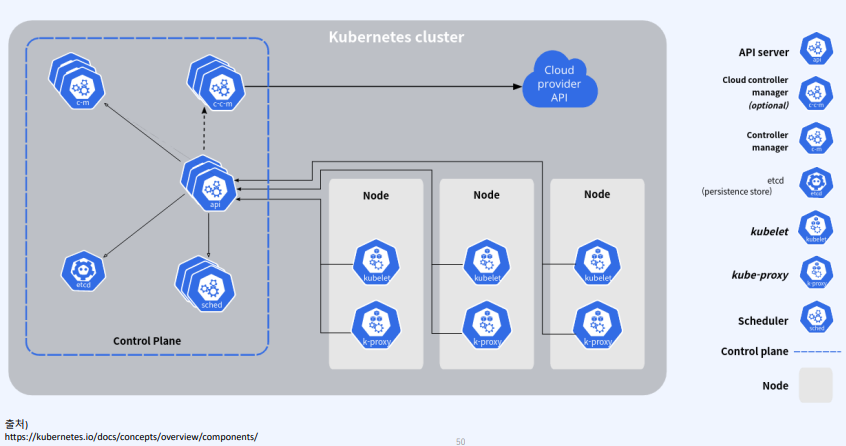 Kubernetes cluster
c-m
c-c-m
Cloud
provider
API
api
etcd
sched
Control Plane
Node
kubelet
k-proxy
Node
kubelet
k-proxy
Node
kubelet
k-proxy
API server
api
Cloud controller
manager
(optional)
c-c-m
Controller
manager
c-m
etcd
(persistence store)
etcd
kubelet
kubelet
kube-proxy
k-proxy
Scheduler
sched
Control plane
Node
출처)
https://kubernetes.io/docs/concepts/overview/components/
50